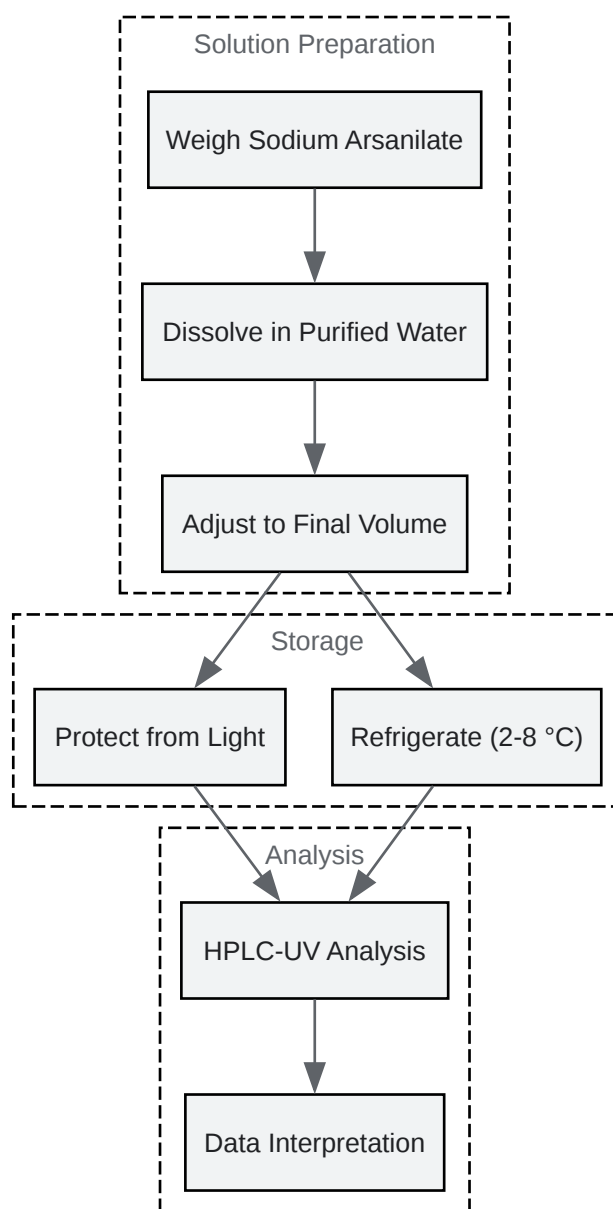 Solution Preparation
Weigh Sodium Arsanilate
Dissolve in Purified Water
Adjust to Final Volume
Storage
Protect from Light
Refrigerate (2-8 °C)
Analysis
HPLC-UV Analysis
Data Interpretation